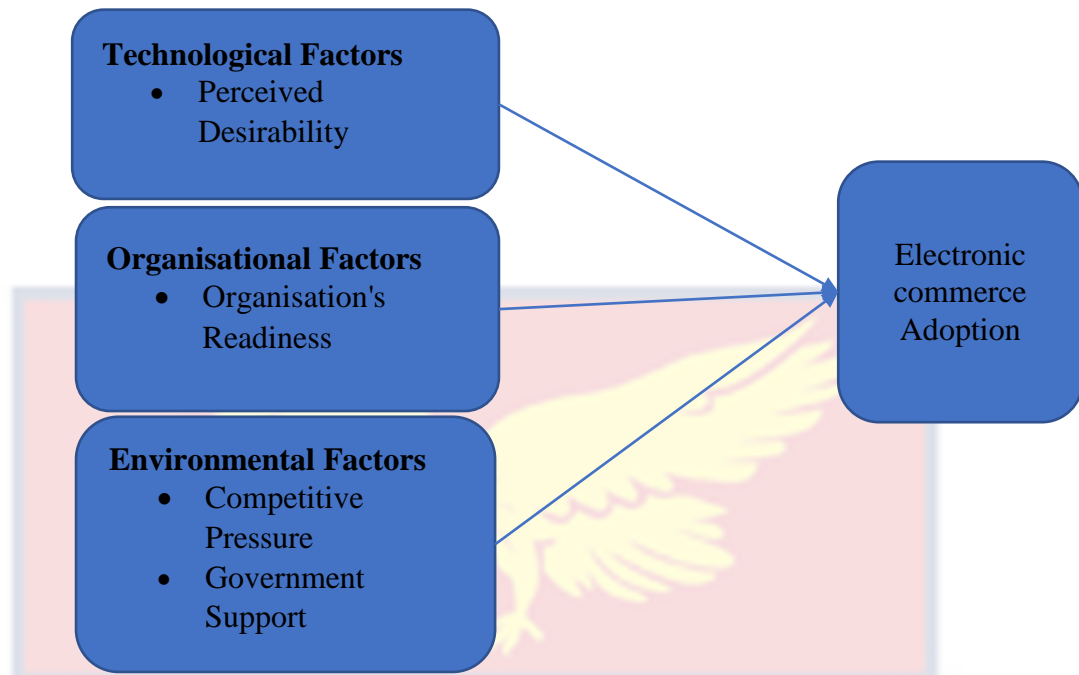 Technological Factors
• Perceived
Desirability
Organisational Factors
• Organisation's
Readiness
Environmental Factors
• Competitive
Pressure
• Government
Support
Electronic
commerce
Adoption